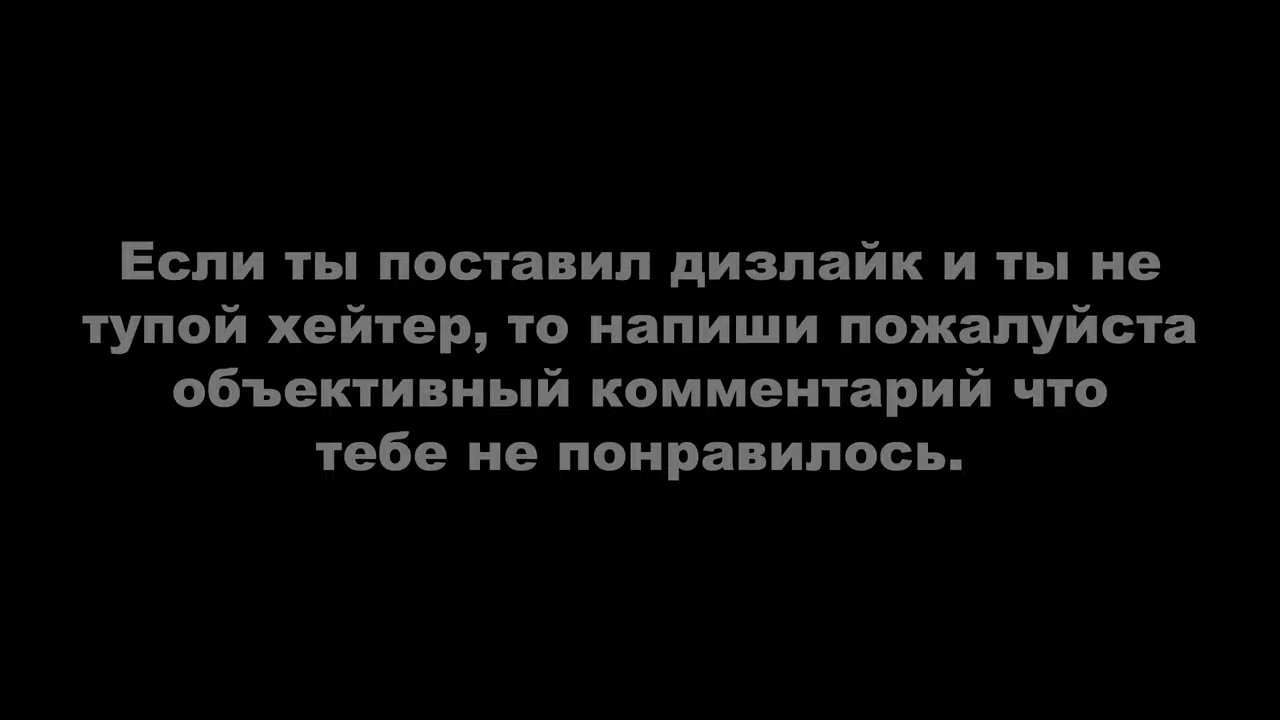 Если ты поставил дизлайк и ты не
тупой хейтер, то напиши пожалуйста
объективный комментарий что
тебе не понравилось.